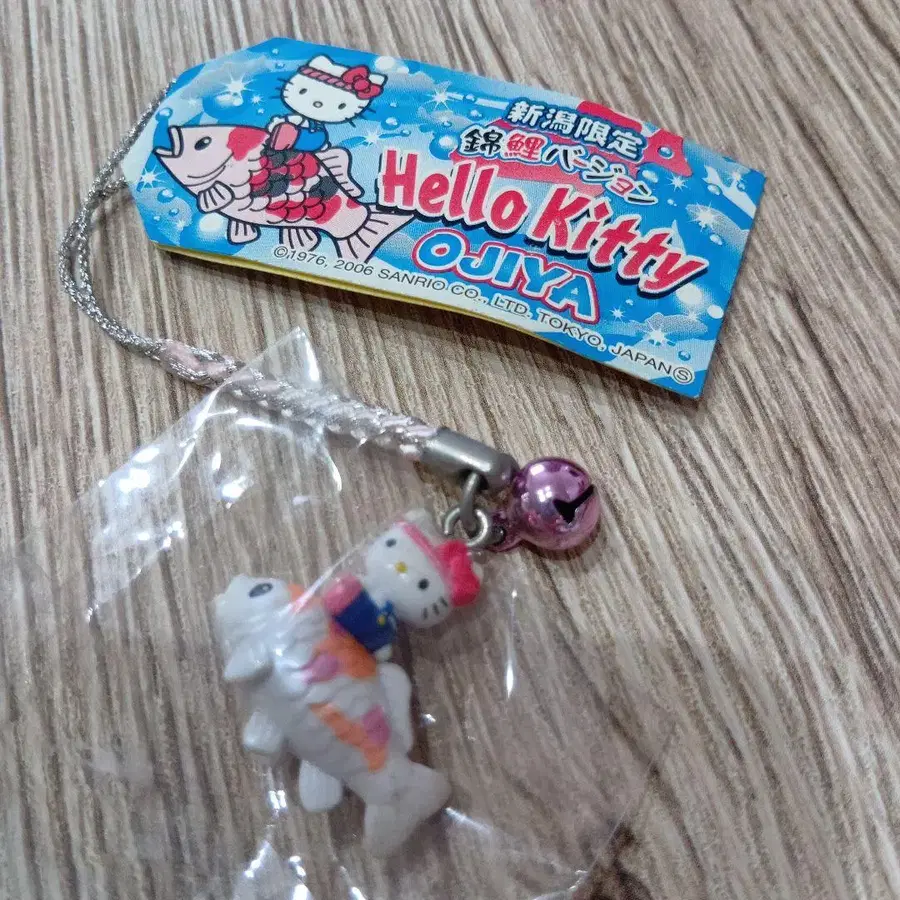 新潟限定
錦鯉バージョン
Hello Kitty
OJIYA
©1976, 2006 SANRIO CO., LTD. TOKYO, JAPAN Ⓢ